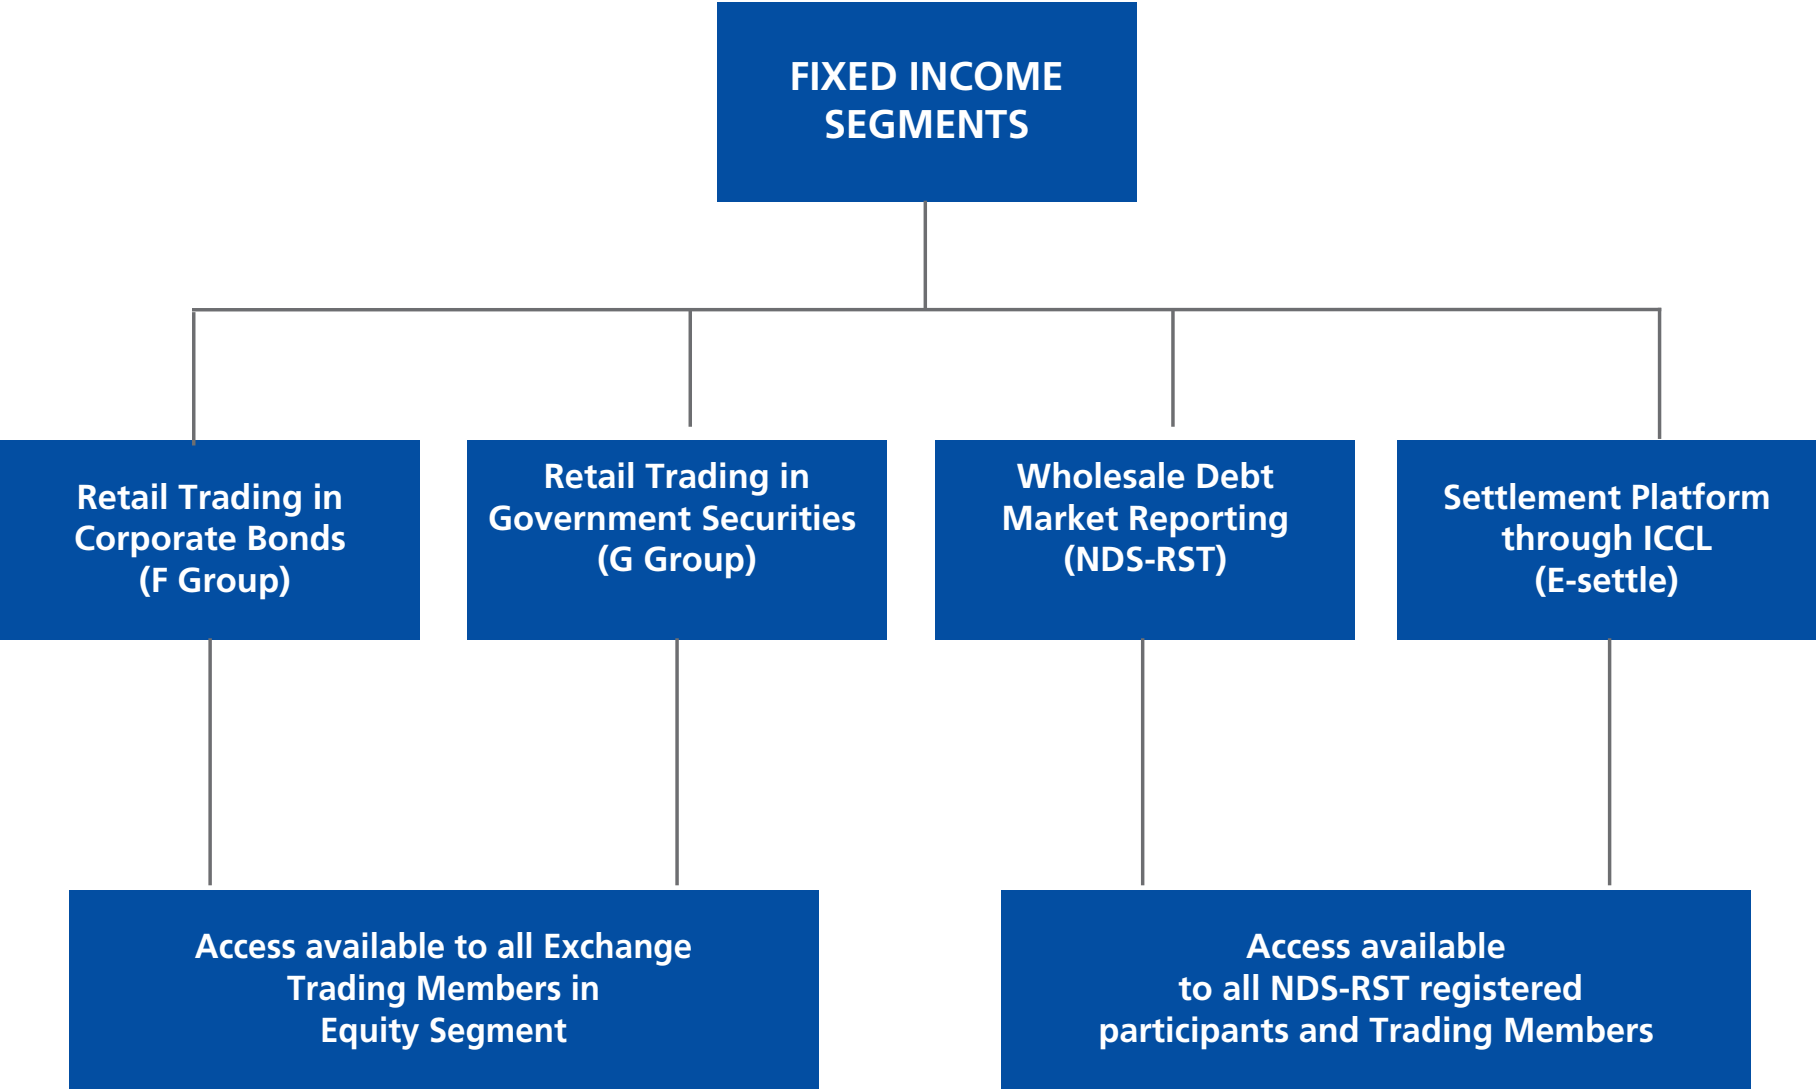 FIXED INCOME
SEGMENTS
Retail Trading in
Corporate Bonds
(F Group)
Retail Trading in
Government Securities
(G Group)
Wholesale Debt
Market Reporting
(NDS-RST)
Settlement Platform
through ICCL
(E-settle)
Access available to all Exchange
Trading Members in
Equity Segment
Access available
to all NDS-RST registered
participants and Trading Members